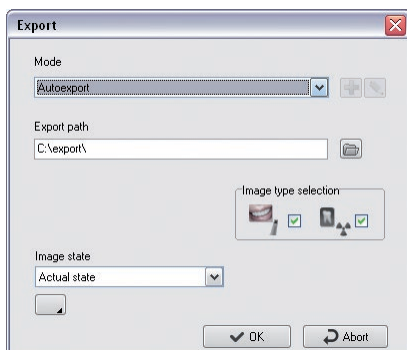 Export
Mode
Autoexport
Export path
C:\export\
Image type selection
Image state
Actual state
OK
Abort